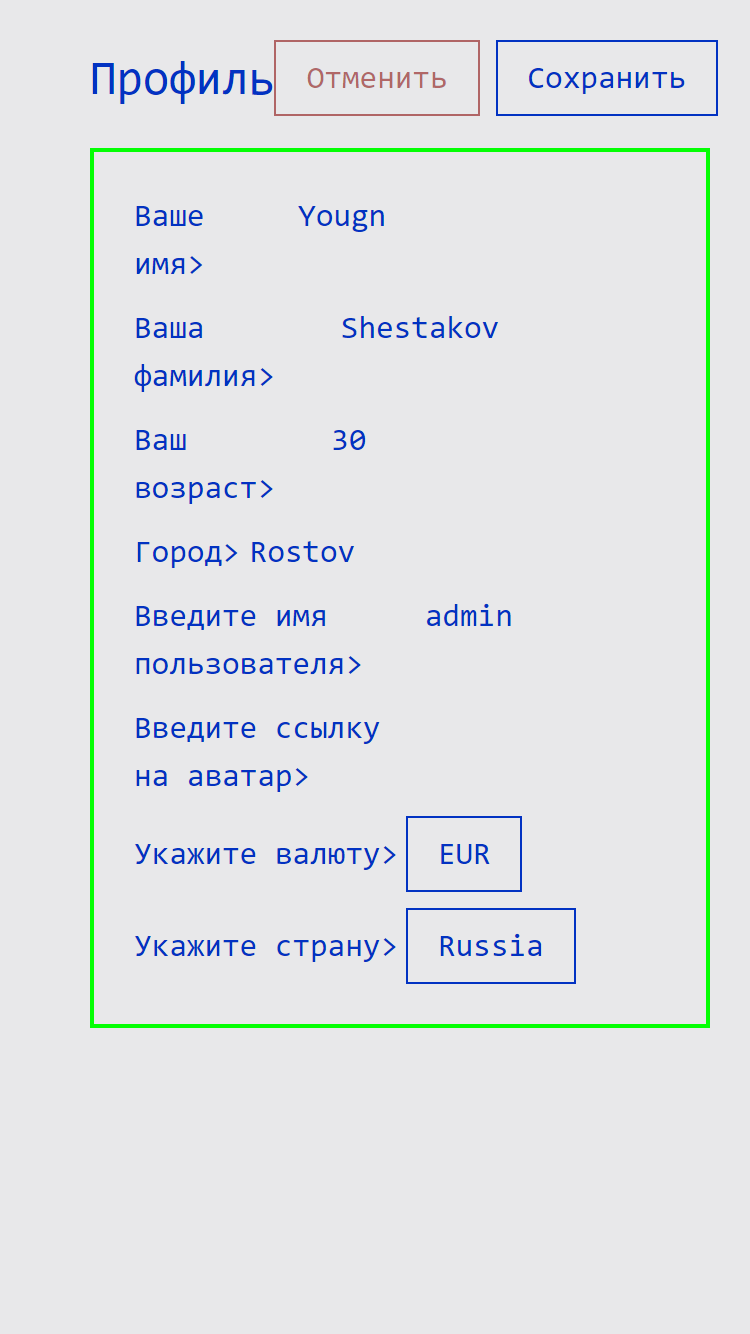 Профиль Отменить Сохранить
Ваше имя> Yougn
Ваша фамилия> Shestakov
Ваш возраст> 30
Город> Rostov
Введите имя пользователя> admin
Введите ссылку на аватар>
Укажите валюту> EUR
Укажите страну> Russia